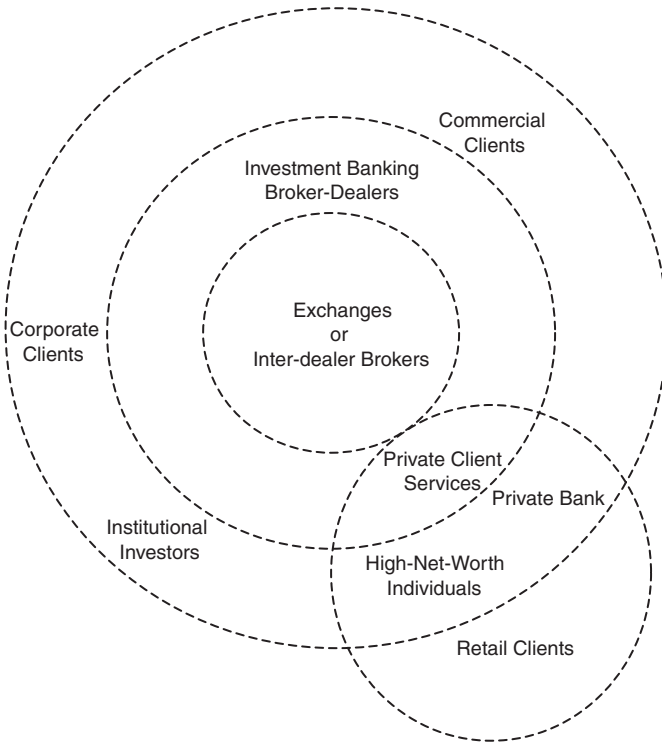 Commercial
Clients
Investment Banking
Broker-Dealers
Exchanges
or
Inter-dealer Brokers
Corporate
Clients
Private Client
Services
Private Bank
Institutional
Investors
High-Net-Worth
Individuals
Retail Clients